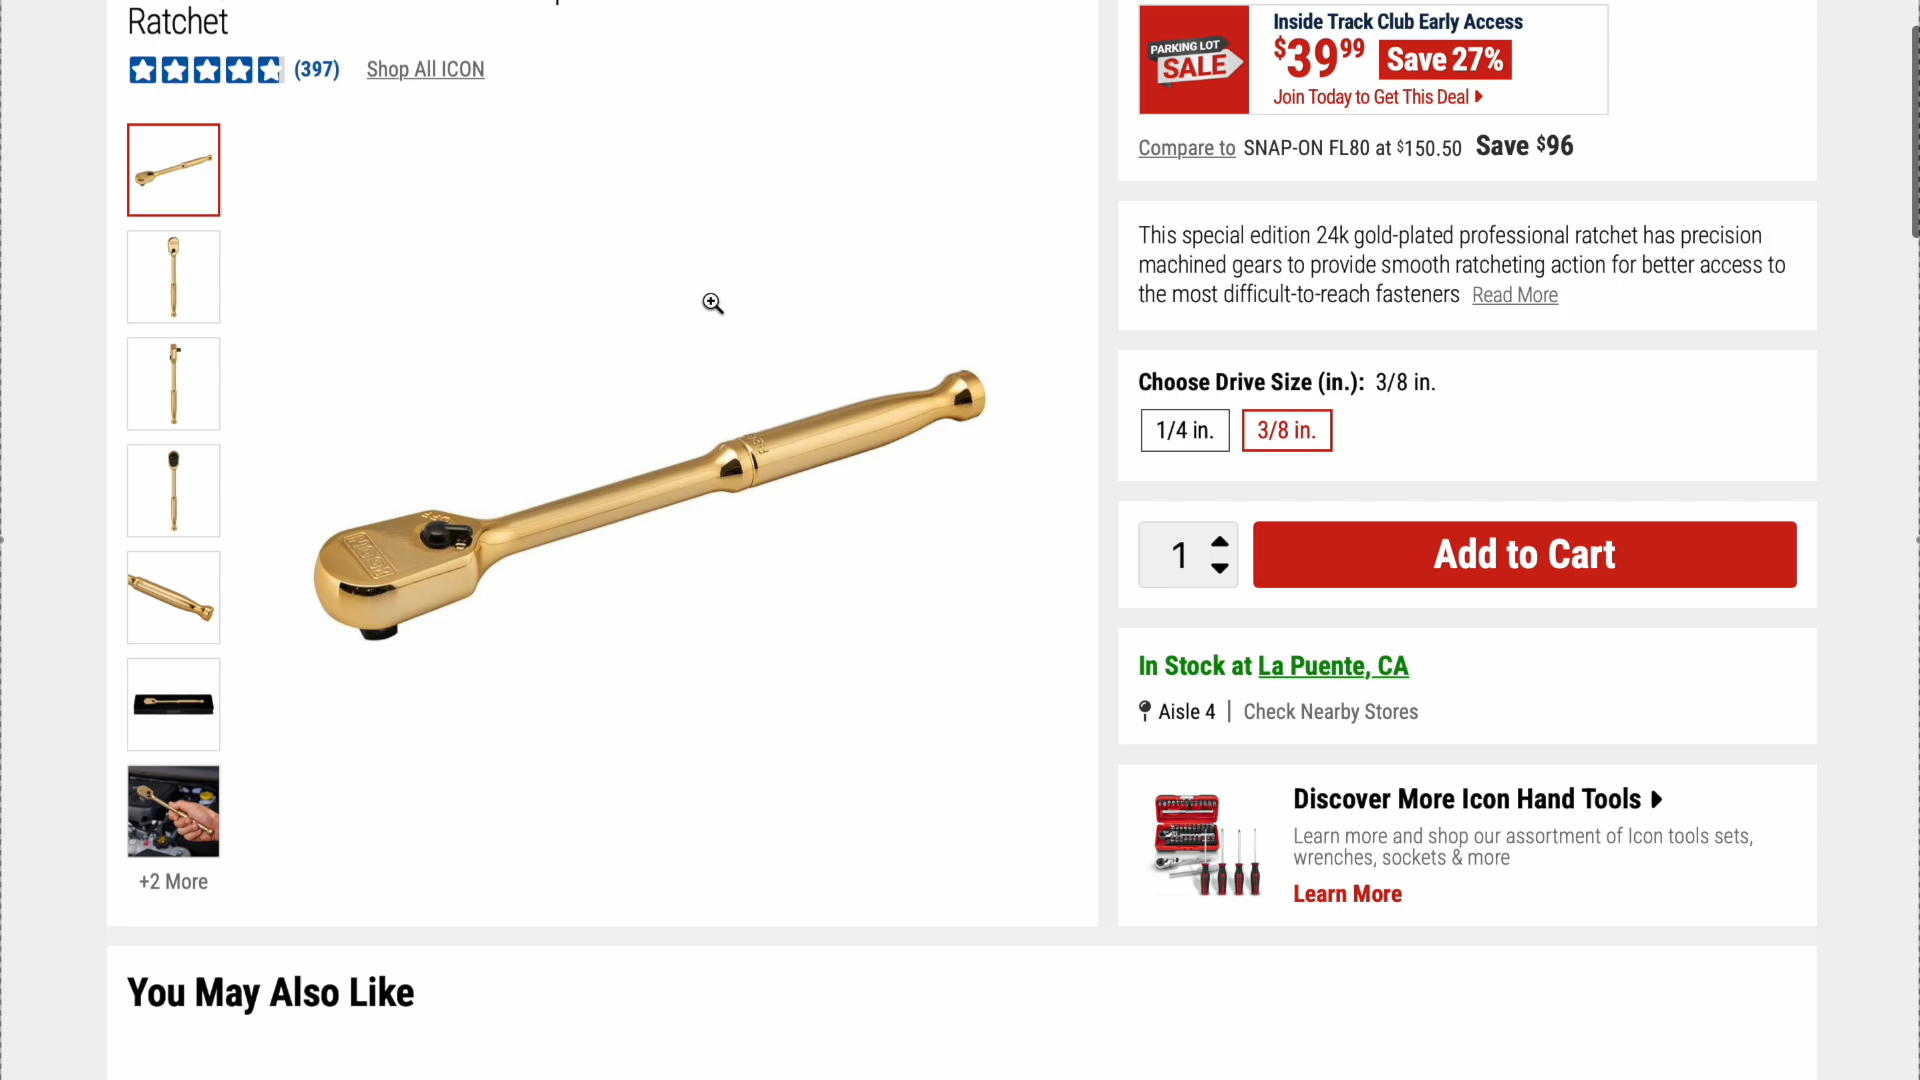 Ratchet
(397) Shop All ICON
+2 More
PARKING LOT
SALE
Inside Track Club Early Access
$39.99 Save 27%
Join Today to Get This Deal
Compare to SNAP-ON FL80 at $150.50 Save $96
This special edition 24k gold-plated professional ratchet has precision
machined gears to provide smooth ratcheting action for better access to
the most difficult-to-reach fasteners Read More
Choose Drive Size (in.): 3/8 in.
1/4 in. 3/8 in.
1 Add to Cart
In Stock at La Puente, CA
Aisle 4 | Check Nearby Stores
Discover More Icon Hand Tools
Learn more and shop our assortment of Icon tools sets,
wrenches, sockets & more
Learn More
You May Also Like